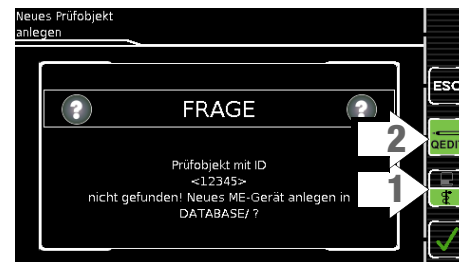 Neues Prüfobjekt
anlegen
ESC
FRAGE
2
QEDIT
Prüfobjekt mit ID
<12345>
nicht gefunden! Neues ME-Gerät anlegen in
1
DATABASE/ ?